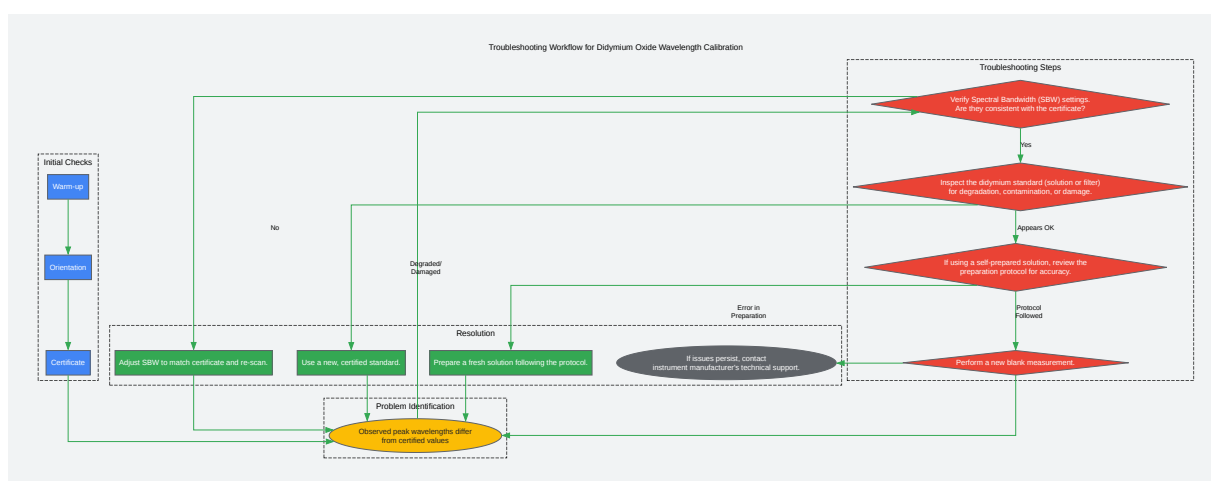 Troubleshooting Workflow for Didymium Oxide Wavelength Calibration
Troubleshooting Steps
Verify Spectral Bandwidth (SBW) settings.
Are they consistent with the certificate?
Yes
Initial Checks
Warm-up
Inspect the didymium standard (solution or filter)
for degradation, contamination, or damage.
No
Appears OK
Orientation
Degraded/
Damaged
If using a self-prepared solution, review the
preparation protocol for accuracy.
Error in
Preparation
Protocol
Followed
Resolution
Certificate
Adjust SBW to match certificate and re-scan.
Use a new, certified standard.
Prepare a fresh solution following the protocol.
If issues persist, contact
instrument manufacturer's technical support.
Perform a new blank measurement.
Problem Identification
Observed peak wavelengths differ
from certified values